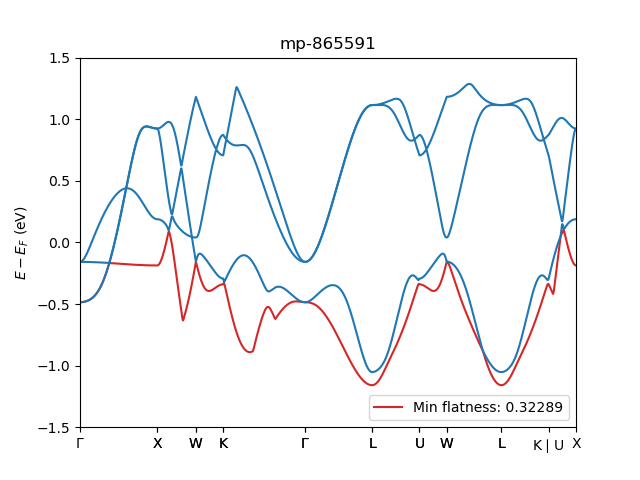 mp-865591
E − E_F (eV)
1.5
1.0
0.5
0.0
−0.5
−1.0
−1.5
Min flatness: 0.32289
Γ X W K Γ L U W L K | U X